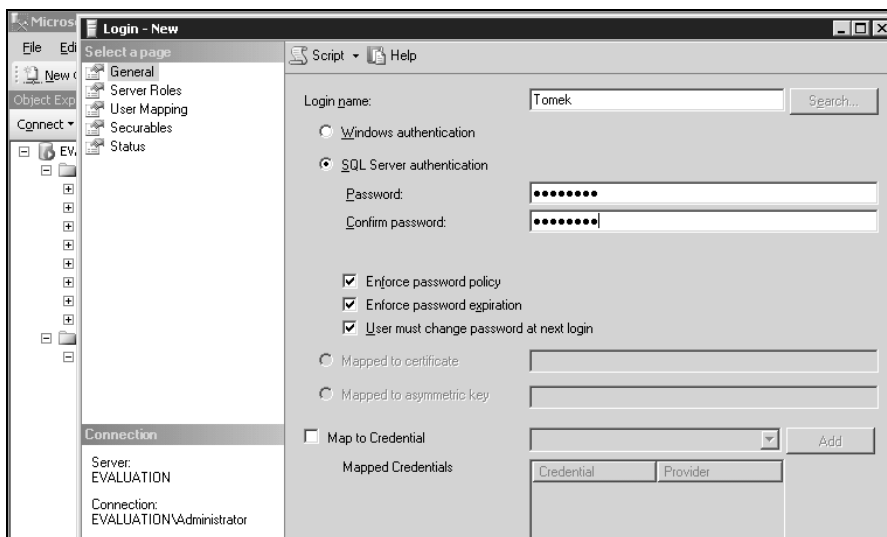 Micros
Login - New
File Edi
New
Object Exp
Connect
EV
Select a page
General
Server Roles
User Mapping
Securables
Status
Script Help
Login name: Tomek Search...
Windows authentication
SQL Server authentication
Password: ●●●●●●●●
Confirm password: ●●●●●●●●
Enforce password policy
Enforce password expiration
User must change password at next login
Mapped to certificate
Mapped to asymmetric key
Map to Credential Add
Mapped Credentials Credential Provider
Connection
Server:
EVALUATION
Connection:
EVALUATION\Administrator